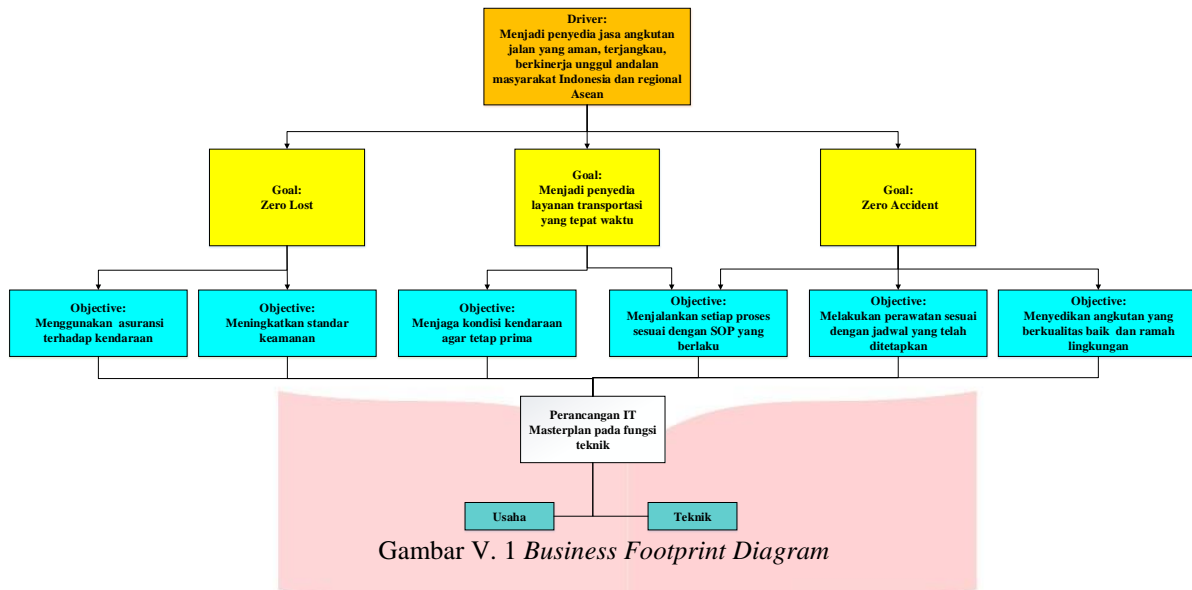 Driver:
Menjadi penyedia jasa angkutan
jalan yang aman, terjangkau,
berkinerja unggul andalan
masyarakat Indonesia dan regional
Asean
Goal:
Zero Lost
Goal:
Menjadi penyedia
layanan transportasi
yang tepat waktu
Goal:
Zero Accident
Objective:
Menggunakan asuransi
terhadap kendaraan
Objective:
Meningkatkan standar
keamanan
Objective:
Menjaga kondisi kendaraan
agar tetap prima
Objective:
Menjalankan setiap proses
sesuai dengan SOP yang
berlaku
Objective:
Melakukan perawatan sesuai
dengan jadwal yang telah
ditetapkan
Objective:
Menyedikan angkutan yang
berkualitas baik dan ramah
lingkungan
Perancangan IT
Masterplan pada fungsi
teknik
Usaha
Teknik
Gambar V. 1 Business Footprint Diagram